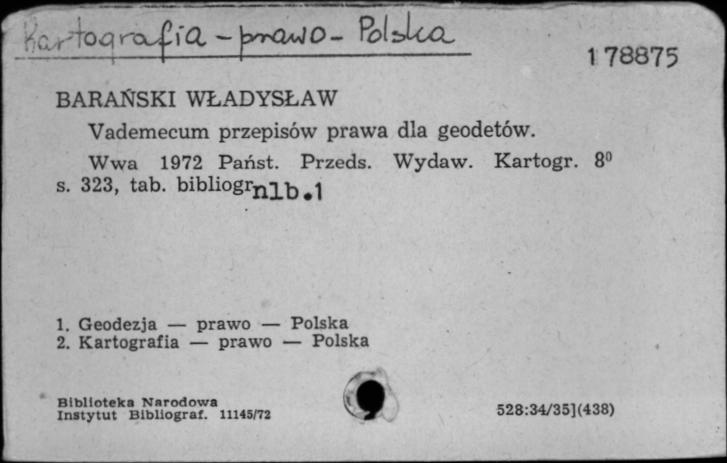 Kartografia - prawo - Polska
178875
BARAŃSKI WŁADYSŁAW
Vademecum przepisów prawa dla geodetów.
Wwa 1972 Państ. Przeds. Wydaw. Kartogr. 8⁰
s. 323, tab. bibliogr nlb.1
1. Geodezja — prawo — Polska
2. Kartografia — prawo — Polska
Biblioteka Narodowa
Instytut Bibliograf. 11145/72
528:34/35](438)